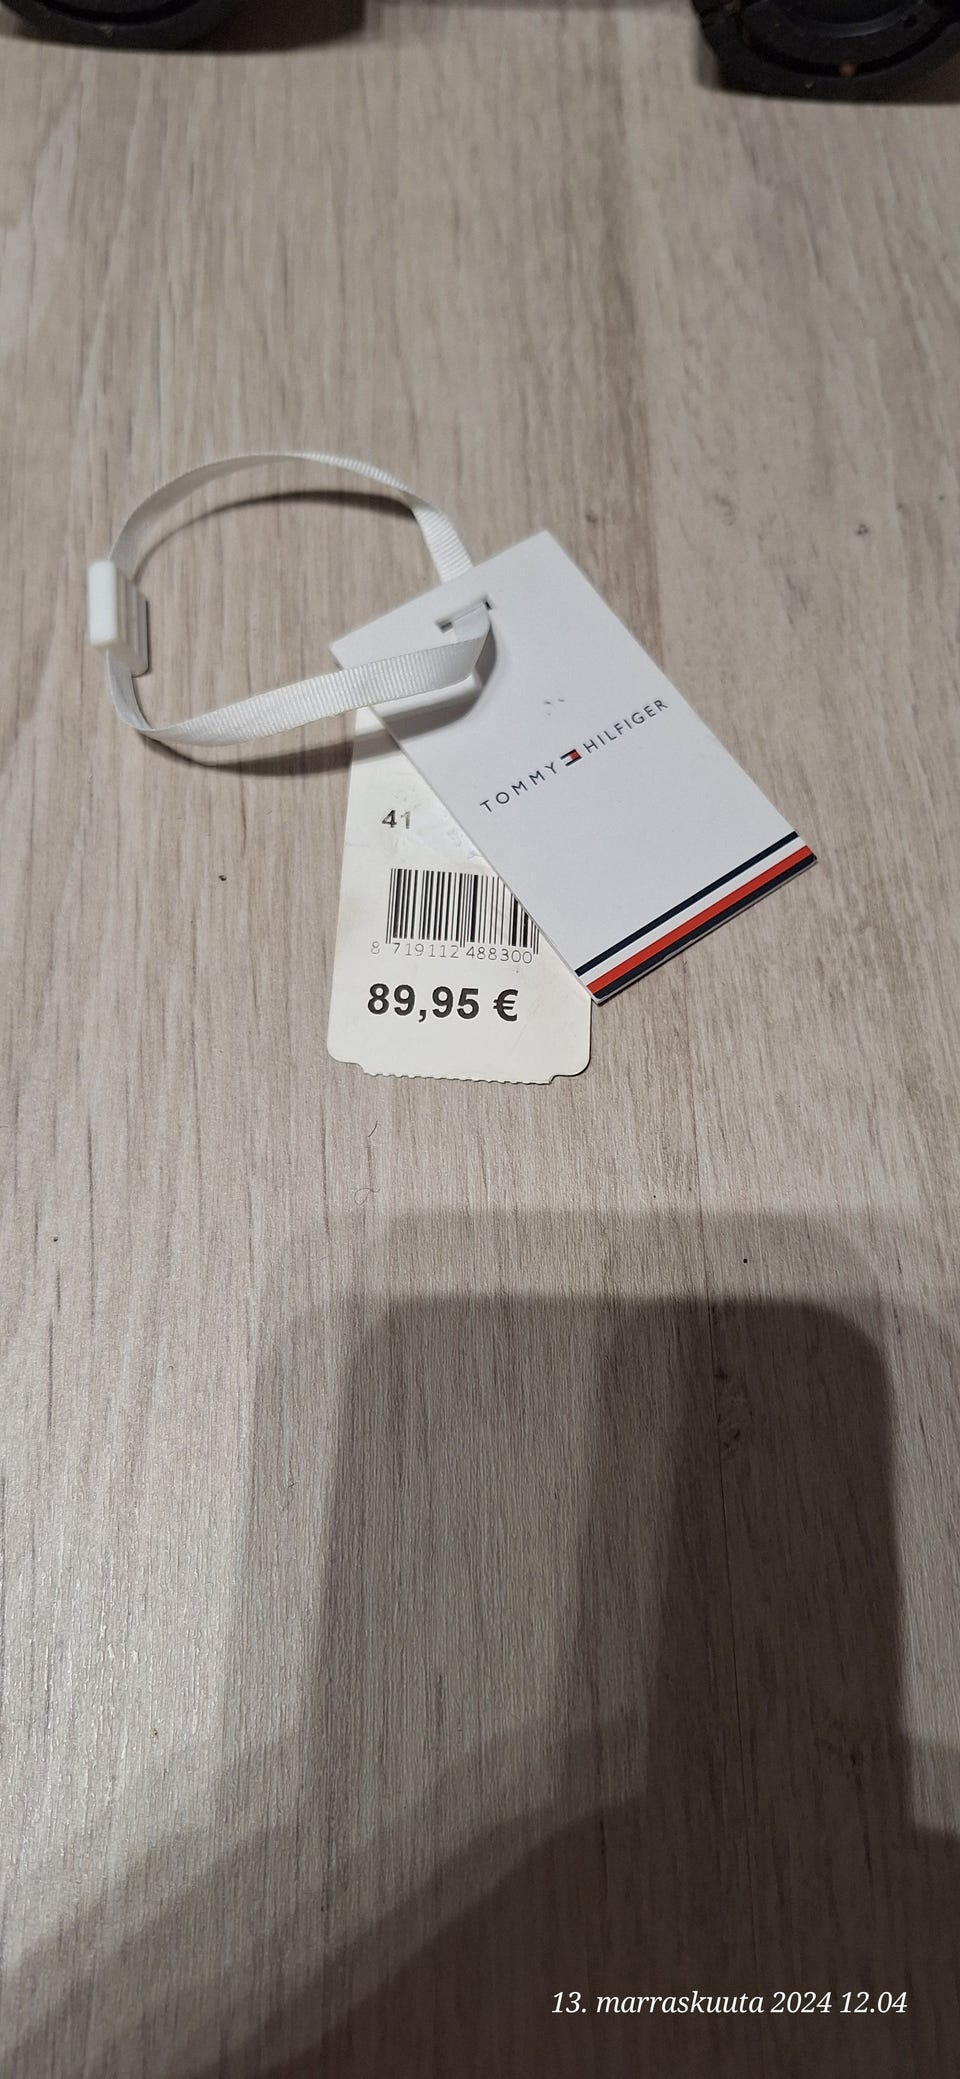 TOMMY HILFIGER
41
8 719112 488300
89,95 €
13. marraskuuta 2024 12.04